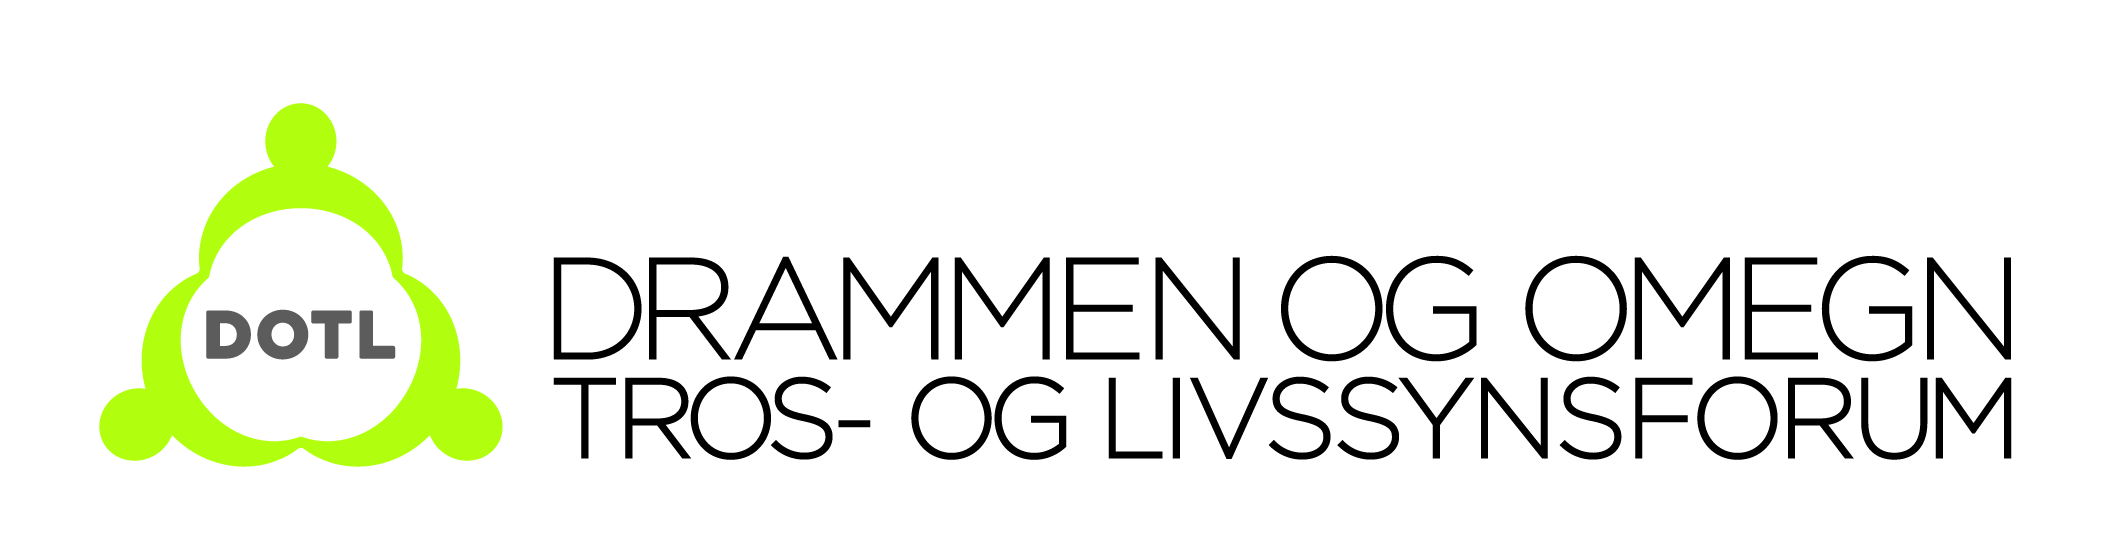 DOTL
DRAMMEN OG OMEGN
TROS- OG LIVSSYNSFORUM